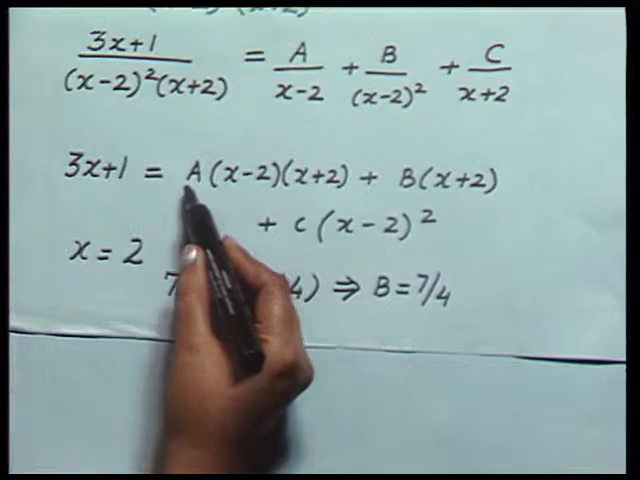 3x+1 / (x-2)²(x+2) = A / x-2 + B / (x-2)² + C / x+2
3x+1 = A(x-2)(x+2) + B(x+2)
+ C(x-2)²
x = 2
7 4) ⇒ B = 7/4